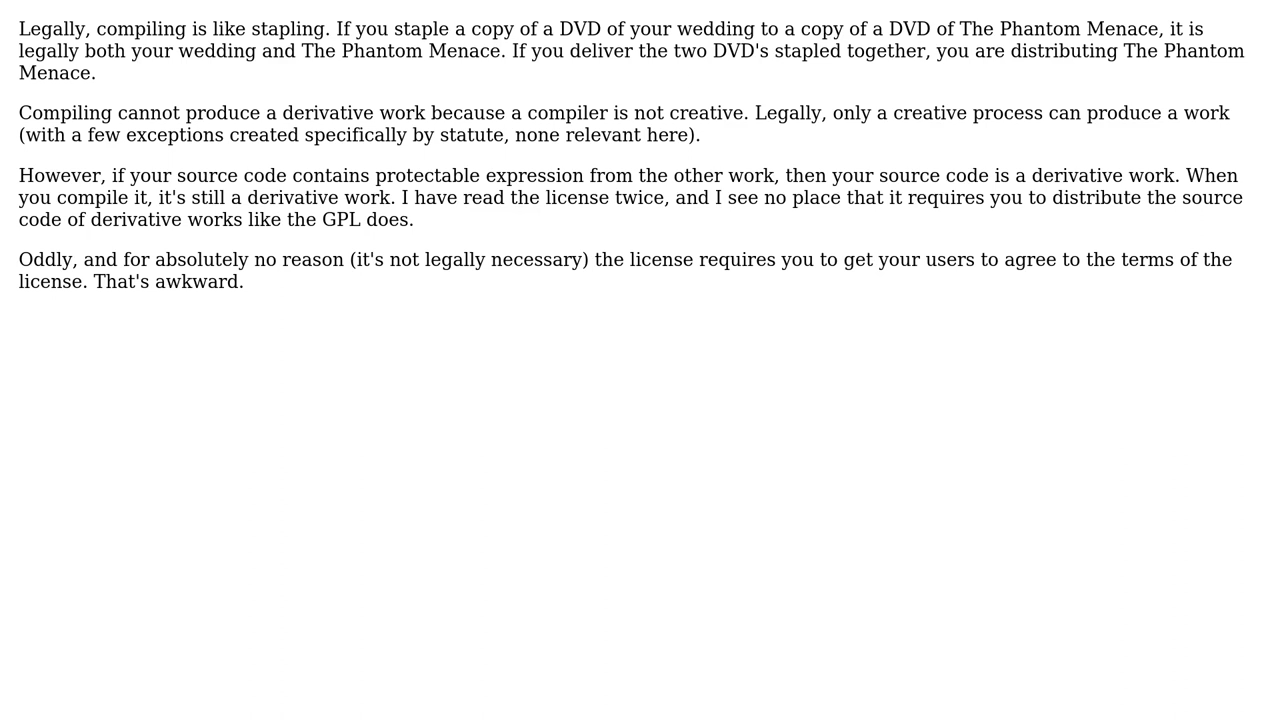 Legally, compiling is like stapling. If you staple a copy of a DVD of your wedding to a copy of a DVD of The Phantom Menace, it is
legally both your wedding and The Phantom Menace. If you deliver the two DVD's stapled together, you are distributing The Phantom
Menace.
Compiling cannot produce a derivative work because a compiler is not creative. Legally, only a creative process can produce a work
(with a few exceptions created specifically by statute, none relevant here).
However, if your source code contains protectable expression from the other work, then your source code is a derivative work. When
you compile it, it's still a derivative work. I have read the license twice, and I see no place that it requires you to distribute the source
code of derivative works like the GPL does.
Oddly, and for absolutely no reason (it's not legally necessary) the license requires you to get your users to agree to the terms of the
license. That's awkward.